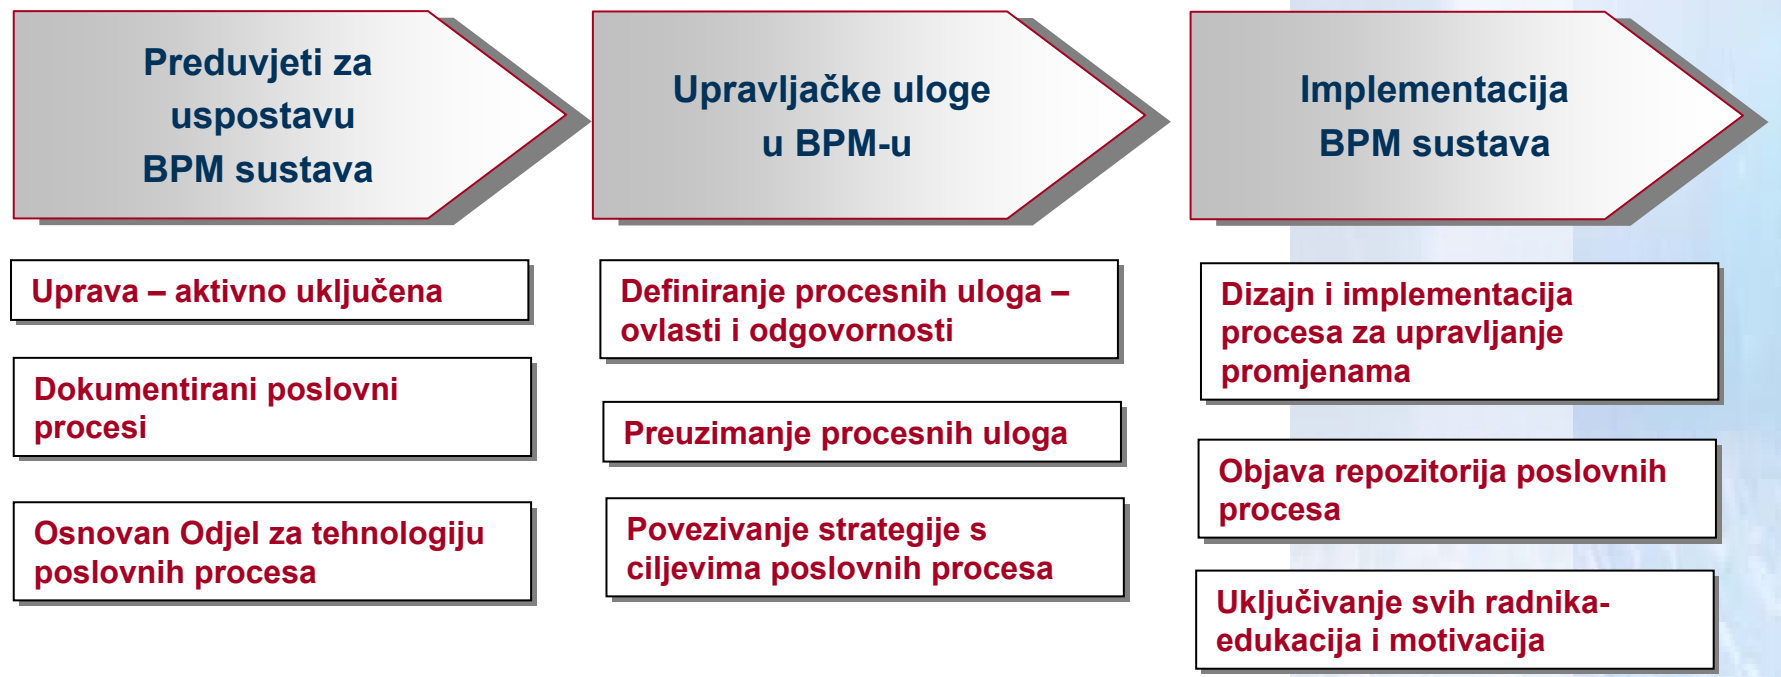 Preduvjeti za
uspostavu
BPM sustava
Upravljačke uloge
u BPM-u
Implementacija
BPM sustava
Uprava – aktivno uključena
Dokumentirani poslovni
procesi
Osnovan Odjel za tehnologiju
poslovnih procesa
Definiranje procesnih uloga –
ovlasti i odgovornosti
Preuzimanje procesnih uloga
Povezivanje strategije s
ciljevima poslovnih procesa
Dizajn i implementacija
procesa za upravljanje
promjenama
Objava repozitorija poslovnih
procesa
Uključivanje svih radnika-
edukacija i motivacija